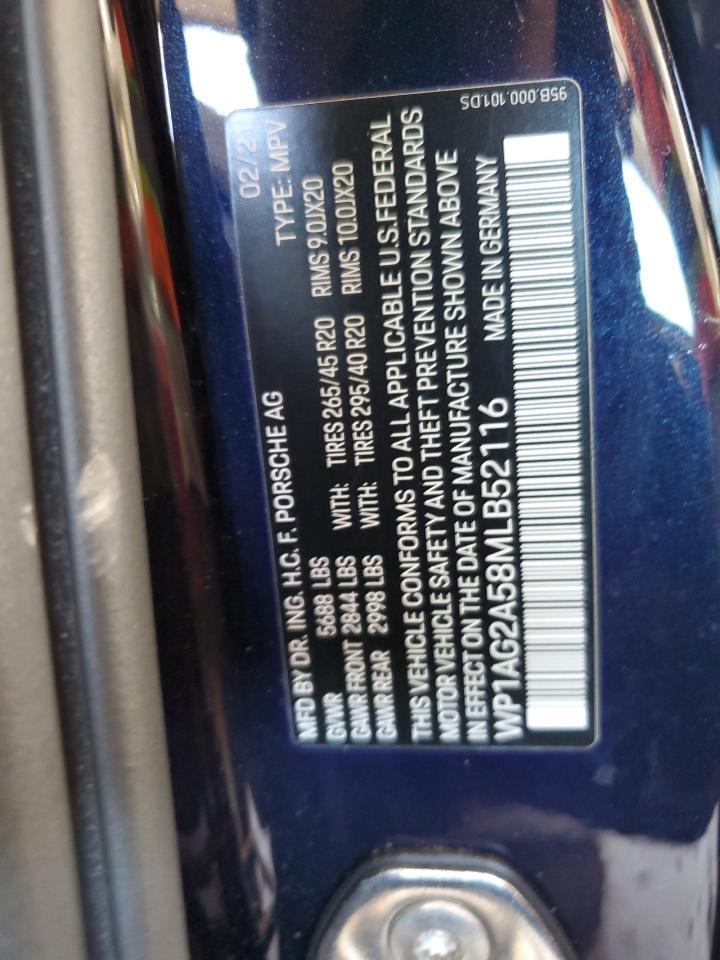 02/21
MFD BY DR. ING. H.C. F. PORSCHE AG TYPE: MPV
GVWR 5688 LBS
GAWR FRONT 2844 LBS WITH: TIRES 265/45 R20 RIMS 9.0JX20
GAWR REAR 2998 LBS WITH: TIRES 295/40 R20 RIMS 10.0JX20
THIS VEHICLE CONFORMS TO ALL APPLICABLE U.S. FEDERAL
MOTOR VEHICLE SAFETY AND THEFT PREVENTION STANDARDS
IN EFFECT ON THE DATE OF MANUFACTURE SHOWN ABOVE
WP1AG2A58MLB52116 MADE IN GERMANY
95B.000.101.DS